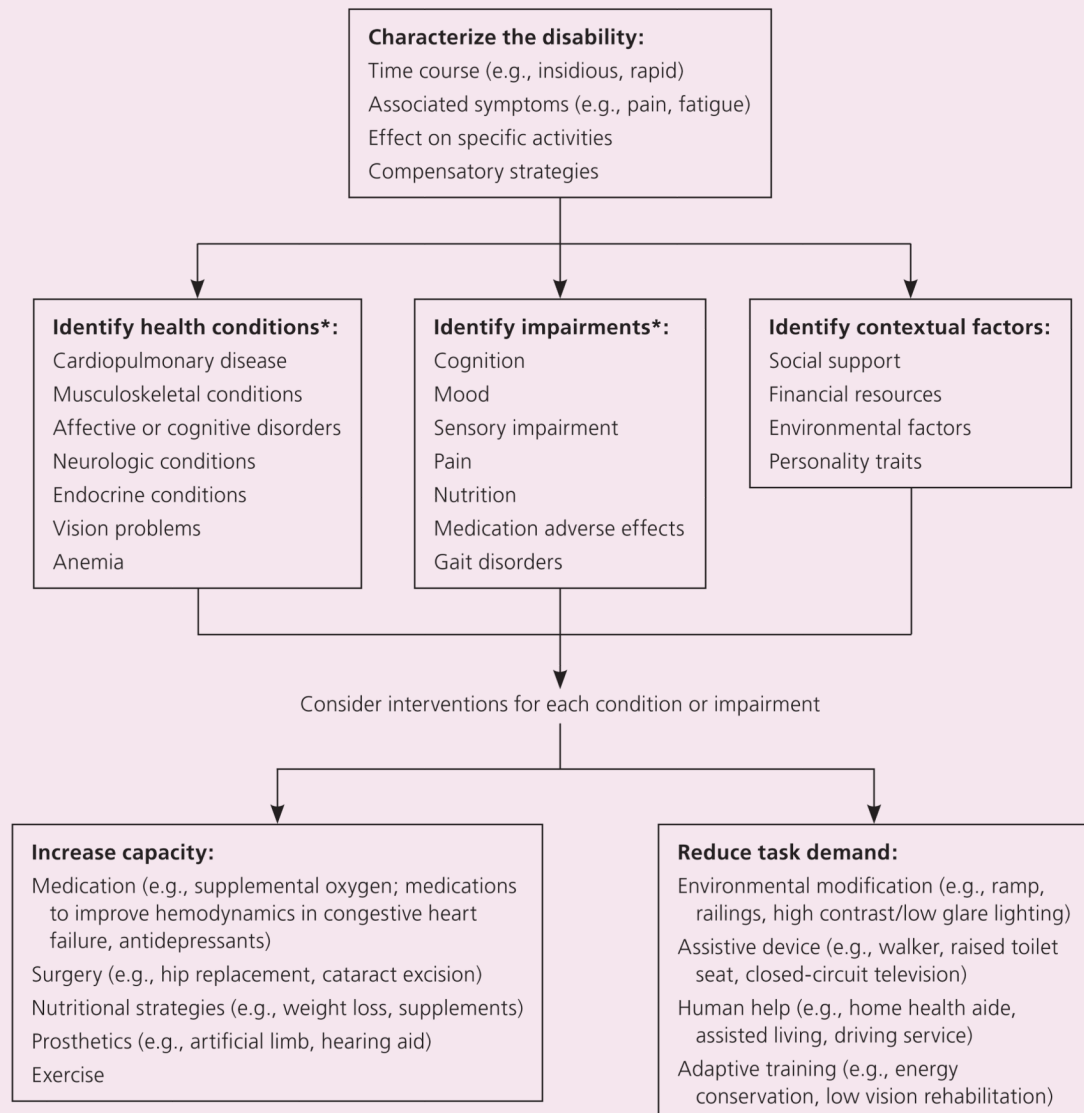 Characterize the disability:
Time course (e.g., insidious, rapid)
Associated symptoms (e.g., pain, fatigue)
Effect on specific activities
Compensatory strategies
Identify health conditions*:
Cardiopulmonary disease
Musculoskeletal conditions
Affective or cognitive disorders
Neurologic conditions
Endocrine conditions
Vision problems
Anemia
Identify impairments*:
Cognition
Mood
Sensory impairment
Pain
Nutrition
Medication adverse effects
Gait disorders
Identify contextual factors:
Social support
Financial resources
Environmental factors
Personality traits
Consider interventions for each condition or impairment
Increase capacity:
Medication (e.g., supplemental oxygen; medications
to improve hemodynamics in congestive heart
failure, antidepressants)
Surgery (e.g., hip replacement, cataract excision)
Nutritional strategies (e.g., weight loss, supplements)
Prosthetics (e.g., artificial limb, hearing aid)
Exercise
Reduce task demand:
Environmental modification (e.g., ramp,
railings, high contrast/low glare lighting)
Assistive device (e.g., walker, raised toilet
seat, closed-circuit television)
Human help (e.g., home health aide,
assisted living, driving service)
Adaptive training (e.g., energy
conservation, low vision rehabilitation)